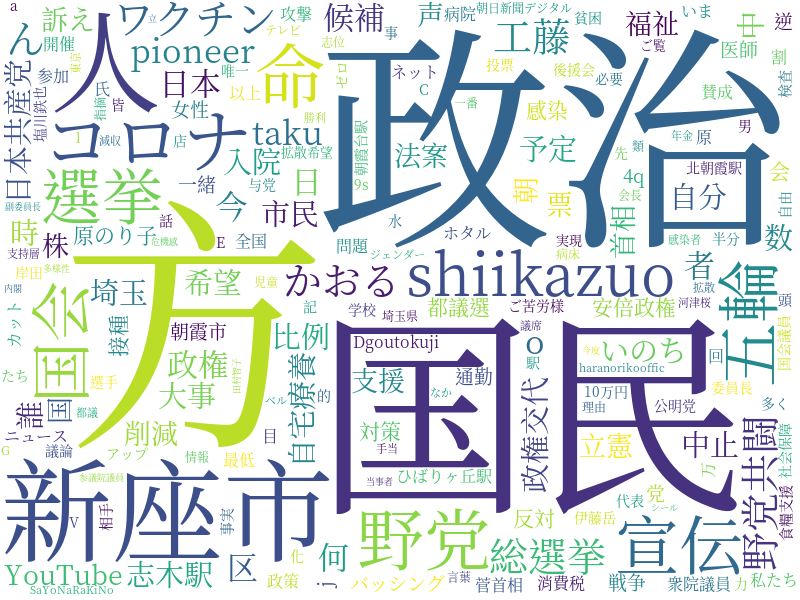 a
訴え
開催
ん
人
ワクチン
pioneer
命
攻撃
テレビ
立
候補
志位
ゼロ
声
病院
事
ネット
C
朝日新聞デジタル
貧困
投票
一番
工藤
いま
後援会
必要
福祉
ご覧
医師
賛成
中
逆
割
検査
日本共産党
塩川鉄也
参加
指摘
東京
氏
皆
日本
女性
以上
唯一
勝利
1
減収
店
コロナ
taku
拡散希望
朝霞台駅
9s
政治
感染
法案
予定
朝
票
先
類
4q
会長
原
年金
男
北朝霞駅
会
自由
首相
自分
数
感染者
半分
選挙
副委員長
時
話
支持層
危機感
入院
一緒
与党
今
日
市民
E
全国
水
問題
ホタル
実現
病床
ジェンダー
者
拡散
河津桜
頭
原のり子
株
岸田
多様性
内閣
方
希望
児童
記
かおる
shiikazuo
学校
埼玉県
都議選
ご苦労様
安倍政権
五輪
国会議員
埼玉
カット
国会
接種
朝霞市
比例
田村智子
Dgoutokuji
議席
o
駅
いのち
今度
回
haranorikooffic
たち
政権
選手
ベル
大事
都議
誰
国
自宅療養
的
支援
通勤
なか
10万円
理由
公明党
委員長
多く
ニュース
G
議論
削減
アップ
目
情報
最低
参議院議員
対策
手当
国民
政権交代
立憲
中止
万
社会保障
食糧支援
野党共闘
新座市
V
相手
事実
当事者
ひばりヶ丘駅
代表
党
野党
反対
伊藤岳
シール
宣伝
YouTube
SaYoNaRaKiNo
志木駅
区
化
政策
何
j
バッシング
総選挙
言葉
菅首相
消費税
戦争
衆院議員
力
私たち